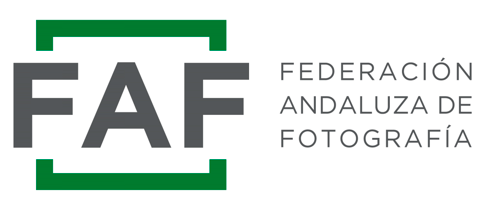 FAF
FEDERACIÓN
ANDALUZA DE
FOTOGRAFÍA